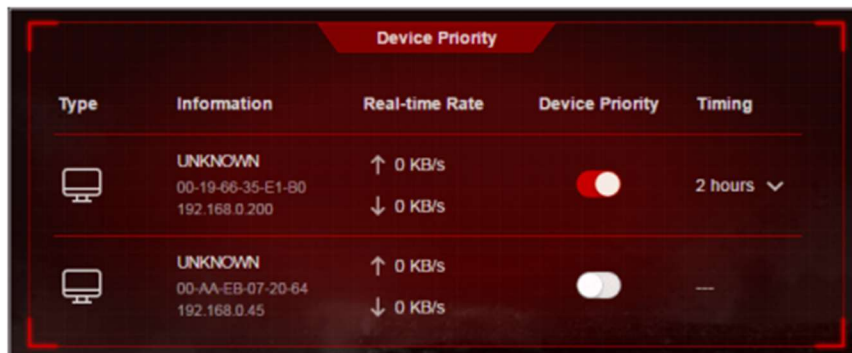 Device Priority
Type Information Real-time Rate Device Priority Timing
UNKNOWN
00-19-66-35-E1-B0
192.168.0.200
↑ 0 KB/s
↓ 0 KB/s
2 hours
UNKNOWN
00-AA-EB-07-20-64
192.168.0.45
↑ 0 KB/s
↓ 0 KB/s
---